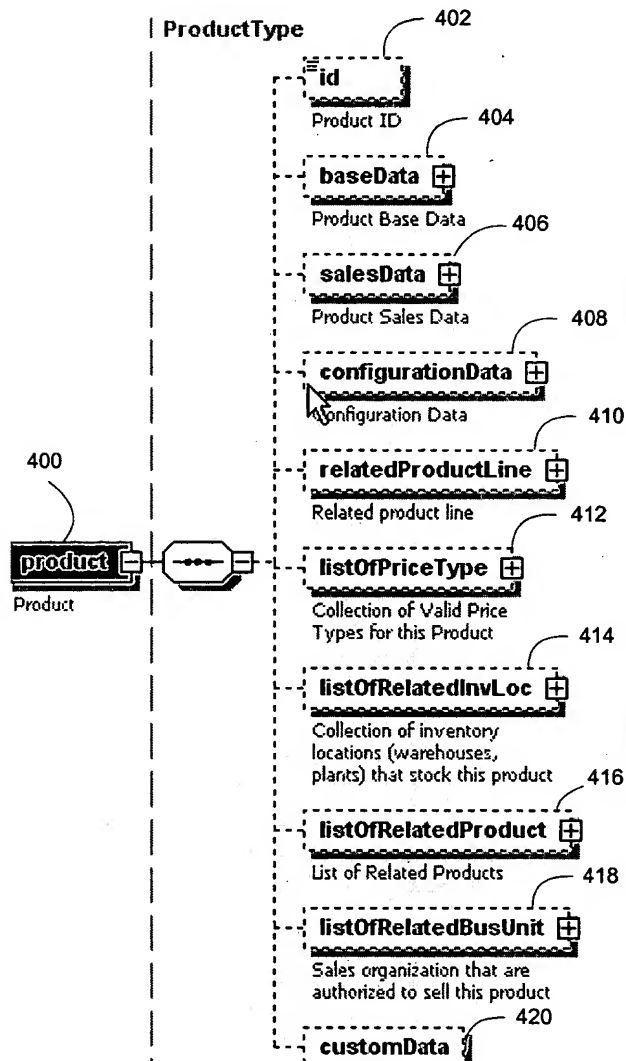 ProductType
402
id
Product ID
404
baseData
Product Base Data
406
salesData
Product Sales Data
408
configurationData
Configuration Data
410
relatedProductLine
Related product line
400
product
Product
412
listOfPriceType
Collection of Valid Price
Types for this Product
414
listOfRelatedInvLoc
Collection of inventory
locations (warehouses,
plants) that stock this product
416
listOfRelatedProduct
List of Related Products
418
listOfRelatedBusUnit
Sales organization that are
authorized to sell this product
420
customData